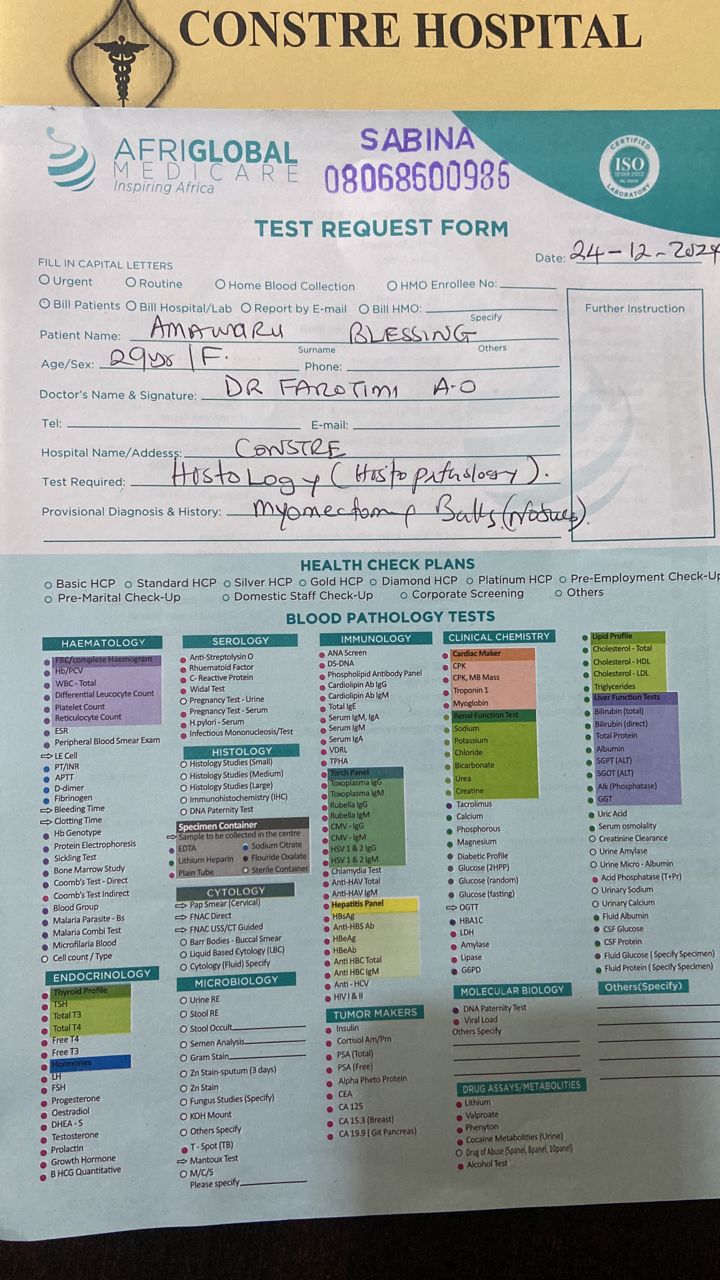 CONSTRE HOSPITAL
AFRIGLOBAL
MEDICARE
Inspiring Africa
SABINA
08068600986
CERTIFIED
ISO
LABORATORY
TEST REQUEST FORM
Date: 24-12-2024
FILL IN CAPITAL LETTERS
Urgent Routine Home Blood Collection HMO Enrollee No:
Bill Patients Bill Hospital/Lab Report by E-mail Bill HMO:
Specify
Further Instruction
Patient Name: AMAWARU BLESSING
Surname Others
Age/Sex: 29yrs / F. Phone:
Doctor's Name & Signature: DR FAROTIMI A-O
Tel: E-mail:
Hospital Name/Addesss: CONSTRE
Test Required: Histology (Histopathology).
Provisional Diagnosis & History: Myomectomy Balls (Nodules).
HEALTH CHECK PLANS
Basic HCP Standard HCP Silver HCP Gold HCP Diamond HCP Platinum HCP Pre-Employment Check-Up
Pre-Marital Check-Up Domestic Staff Check-Up Corporate Screening Others
BLOOD PATHOLOGY TESTS
HAEMATOLOGY
FBC/complete Haemogram
Hb/PCV
WBC - Total
Differential Leucocyte Count
Platelet Count
Reticulocyte Count
ESR
Peripheral Blood Smear Exam
LE Cell
PT/INR
APTT
D-dimer
Fibrinogen
Bleeding Time
Clotting Time
Hb Genotype
Protein Electrophoresis
Sickling Test
Bone Marrow Study
Coomb's Test - Direct
Coomb's Test Indirect
Blood Group
Malaria Parasite - Bs
Malaria Combi Test
Microfilaria Blood
Cell count / Type
ENDOCRINOLOGY
Thyroid Profile
TSH
Total T3
Total T4
Free T4
Free T3
Hormones
LH
FSH
Progesterone
Oestradiol
DHEA - S
Testosterone
Prolactin
Growth Hormone
B HCG Quantitative
SEROLOGY
Anti-Streptolysin O
Rhuematoid Factor
C- Reactive Protein
Widal Test
Pregnancy Test - Urine
Pregnancy Test - Serum
H.pylori - Serum
Infectious Mononucleosis/Test
HISTOLOGY
Histology Studies (Small)
Histology Studies (Medium)
Histology Studies (Large)
Immunohistochemistry (IHC)
DNA Paternity Test
Specimen Container
Sample to be collected in the centre
EDTA Sodium Citrate
Lithium Heparin Flouride Oxalate
Plain Tube Sterile Container
CYTOLOGY
Pap Smear (Cervical)
FNAC Direct
FNAC USS/CT Guided
Barr Bodies - Buccal Smear
Liquid Based Cytology (LBC)
Cytology (Fluid) Specify
MICROBIOLOGY
Urine RE
Stool RE
Stool Occult
Semen Analysis
Gram Stain
Zn Stain-sputum (3 days)
Zn Stain
Fungus Studies (Specify)
KOH Mount
Others Specify
T - Spot (TB)
Mantoux Test
M/C/S
Please specify
IMMUNOLOGY
ANA Screen
DS-DNA
Phospholipid Antibody Panel
Cardiolipin Ab IgG
Cardiolipin Ab IgM
Total IgE
Serum IgM, IgA
Serum IgM
Serum IgA
VDRL
TPHA
Torch Panel
Toxoplasma IgG
Toxoplasma IgM
Rubella IgG
Rubella IgM
CMV - IgG
CMV - IgM
HSV 1 & 2 IgG
HSV 1 & 2 IgM
Chlamydia Test
Anti-HAV Total
Anti-HAV IgM
Hepatitis Panel
HBsAg
Anti-HBS Ab
HBeAg
HBeAb
Anti HBC Total
Anti HBC IgM
Anti - HCV
HIV I & II
TUMOR MAKERS
Insulin
Cortisol Am/Pm
PSA (Total)
PSA (Free)
Alpha Pheto Protein
CEA
CA 125
CA 15.3 (Breast)
CA 19.9 ( Git Pancreas)
CLINICAL CHEMISTRY
Cardiac Maker
CPK
CPK, MB Mass
Troponin 1
Myoglobin
Renal Function Test
Sodium
Potassium
Chloride
Bicarbonate
Urea
Creatine
Tacrolimus
Calcium
Phosphorous
Magnesium
Diabetic Profile
Glucose (2HPP)
Glucose (random)
Glucose (fasting)
OGTT
HBA1C
LDH
Amylase
Lipase
G6PD
MOLECULAR BIOLOGY
DNA Paternity Test
Viral Load
Others Specify
DRUG ASSAYS/METABOLITIES
Lithium
Valproate
Phenyton
Cocaine Metabolities (Urine)
Drug of Abuse (5panel, 8panel, 10panel)
Alcohol Test
Lipid Profile
Cholesterol - Total
Cholesterol - HDL
Cholesterol - LDL
Triglycerides
Liver Function Tests
Bilirubin (total)
Bilirubin (direct)
Total Protein
Albumin
SGPT (ALT)
SGOT (ALT)
Alk (Phosphatase)
GGT
Uric Acid
Serum osmolality
Creatinine Clearance
Urine Amylase
Urine Micro - Albumin
Acid Phosphatase (T+Pr)
Urinary Sodium
Urinary Calcium
Fluid Albumin
CSF Glucose
CSF Protein
Fluid Glucose ( Specify Specimen)
Fluid Protein ( Specify Specimen)
Others(Specify)